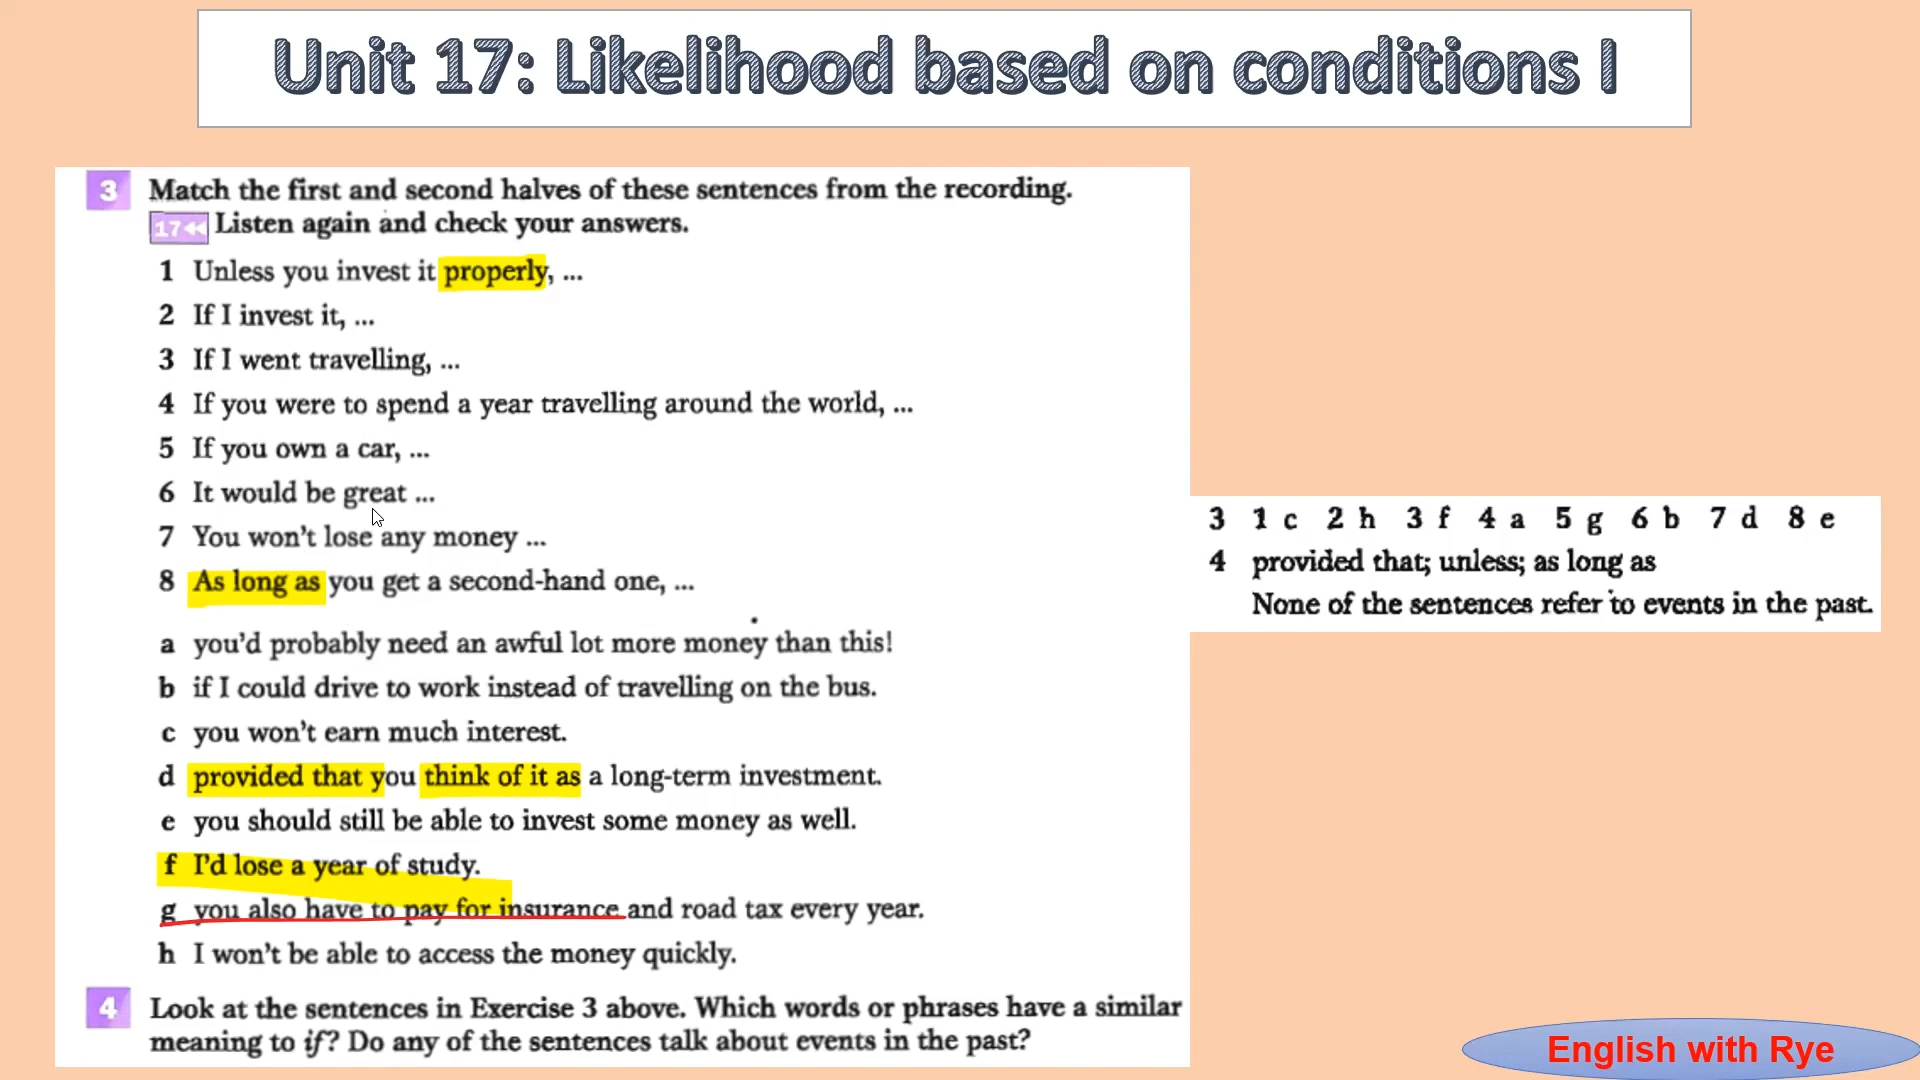 Unit 17: Likelihood based on conditions I
3 Match the first and second halves of these sentences from the recording.
17 Listen again and check your answers.
1 Unless you invest it properly, ...
2 If I invest it, ...
3 If I went travelling, ...
4 If you were to spend a year travelling around the world, ...
5 If you own a car, ...
6 It would be great ...
7 You won't lose any money ...
8 As long as you get a second-hand one, ...
a you'd probably need an awful lot more money than this!
b if I could drive to work instead of travelling on the bus.
c you won't earn much interest.
d provided that you think of it as a long-term investment.
e you should still be able to invest some money as well.
f I'd lose a year of study.
g you also have to pay for insurance and road tax every year.
h I won't be able to access the money quickly.
4 Look at the sentences in Exercise 3 above. Which words or phrases have a similar
meaning to if? Do any of the sentences talk about events in the past?
3 1 c 2 h 3 f 4 a 5 g 6 b 7 d 8 e
4 provided that; unless; as long as
None of the sentences refer to events in the past.
English with Rye